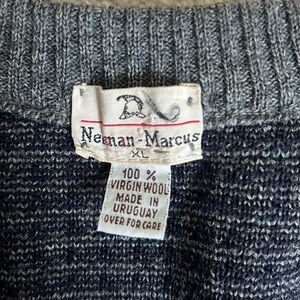 Neiman-Marcus
XL
100 %
VIRGIN WOOL
MADE IN
URUGUAY
OVER FOR CARE